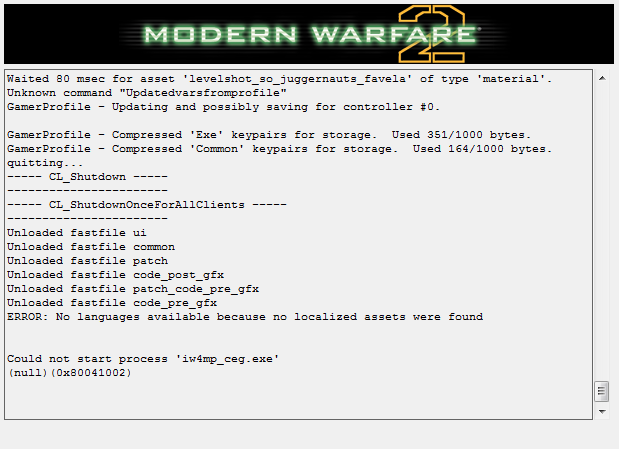 MODERN WARFARE 2
Waited 80 msec for asset 'levelshot_so_juggernauts_favela' of type 'material'.
Unknown command "Updatedvarsfromprofile"
GamerProfile - Updating and possibly saving for controller #0.
GamerProfile - Compressed 'Exe' keypairs for storage.  Used 351/1000 bytes.
GamerProfile - Compressed 'Common' keypairs for storage.  Used 164/1000 bytes.
quitting...
----- CL_Shutdown -----
-----------------------
----- CL_ShutdownOnceForAllClients -----
-----------------------
Unloaded fastfile ui
Unloaded fastfile common
Unloaded fastfile patch
Unloaded fastfile code_post_gfx
Unloaded fastfile patch_code_pre_gfx
Unloaded fastfile code_pre_gfx
ERROR: No languages available because no localized assets were found
Could not start process 'iw4mp_ceg.exe'
(null)(0x80041002)